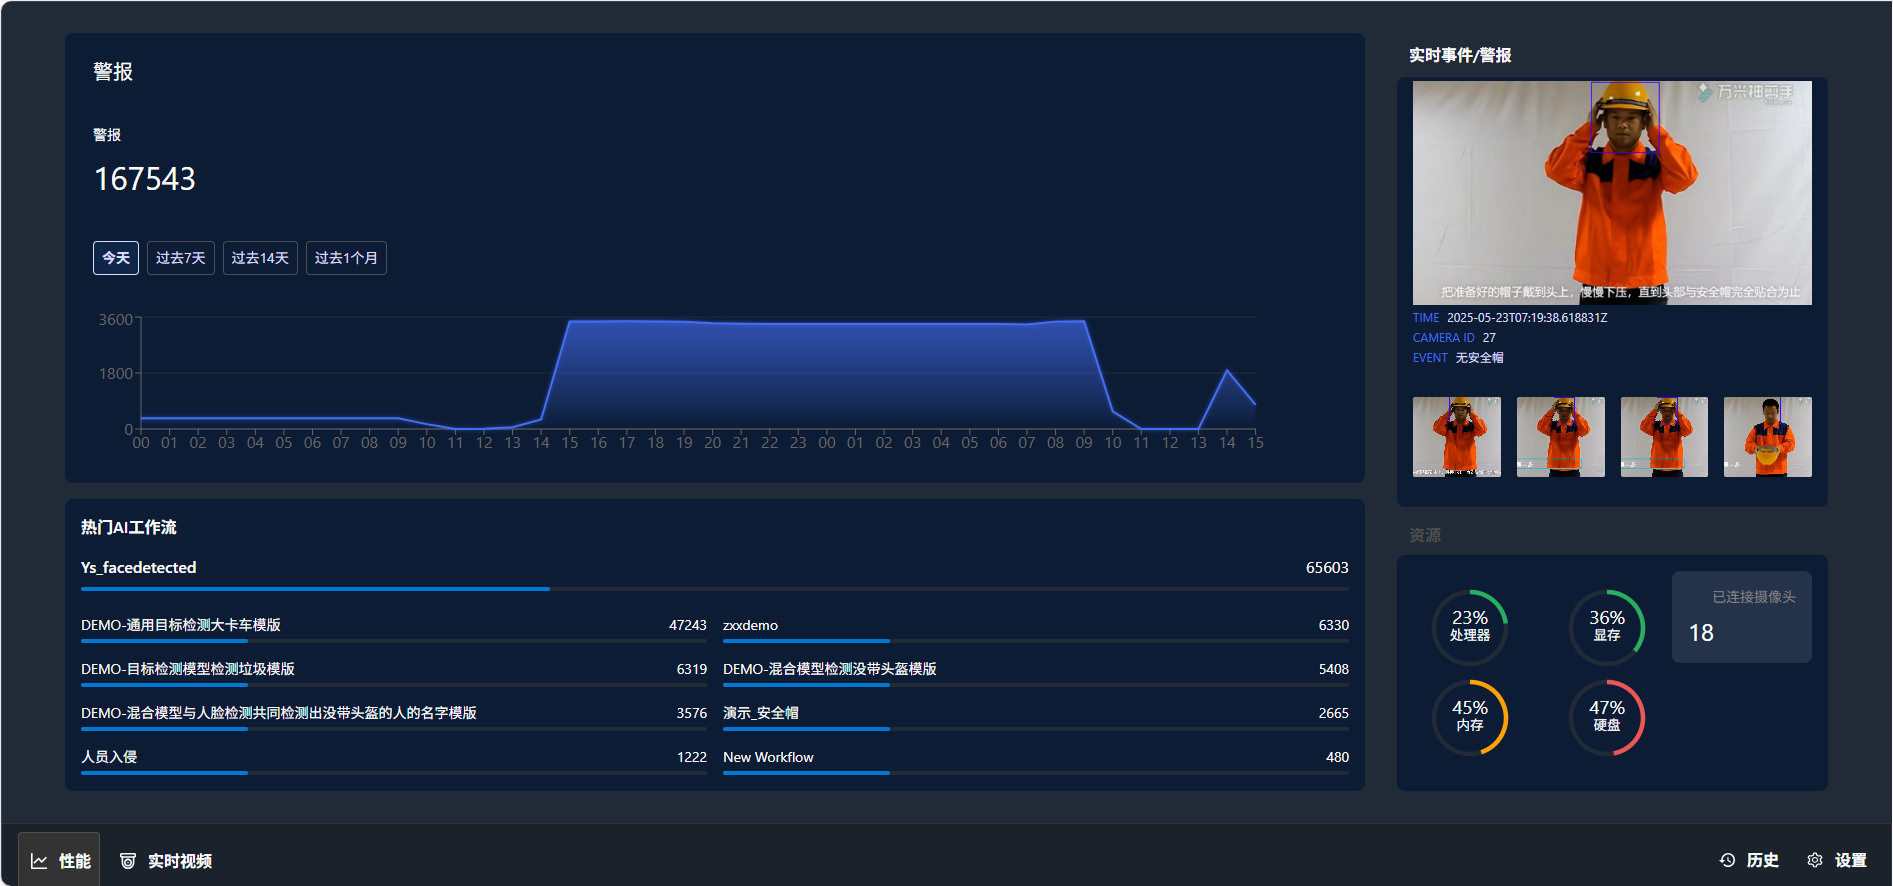 警报
警报
167543
今天 过去7天 过去14天 过去1个月
3600
1800
0
00 01 02 03 04 05 06 07 08 09 10 11 12 13 14 15 16 17 18 19 20 21 22 23 00 01 02 03 04 05 06 07 08 09 10 11 12 13 14 15
热门AI工作流
Ys_facedetected 65603
DEMO-通用目标检测大卡车模版 47243
zxxdemo 6330
DEMO-目标检测模型检测垃圾模版 6319
DEMO-混合模型检测没带头盔模版 5408
DEMO-混合模型与人脸检测共同检测出没带头盔的人的名字模版 3576
演示_安全帽 2665
人员入侵 1222
New Workflow 480
实时事件/警报
万兴神剪手
把准备好的帽子戴到头上，慢慢下压，直到头部与安全帽完全贴合为止
TIME 2025-05-23T07:19:38.618831Z
CAMERA ID 27
EVENT 无安全帽
资源
23%
处理器
36%
显存
已连接摄像头
18
45%
内存
47%
硬盘
性能 实时视频 历史 设置